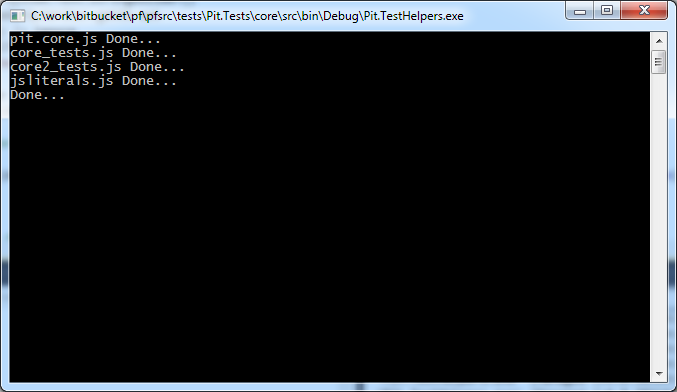 C:\work\bitbucket\pf\pfsrc\tests\Pit.Tests\core\src\bin\Debug\Pit.TestHelpers.exe
pit.core.js Done...
core_tests.js Done...
core2_tests.js Done...
jsliterals.js Done...
Done...